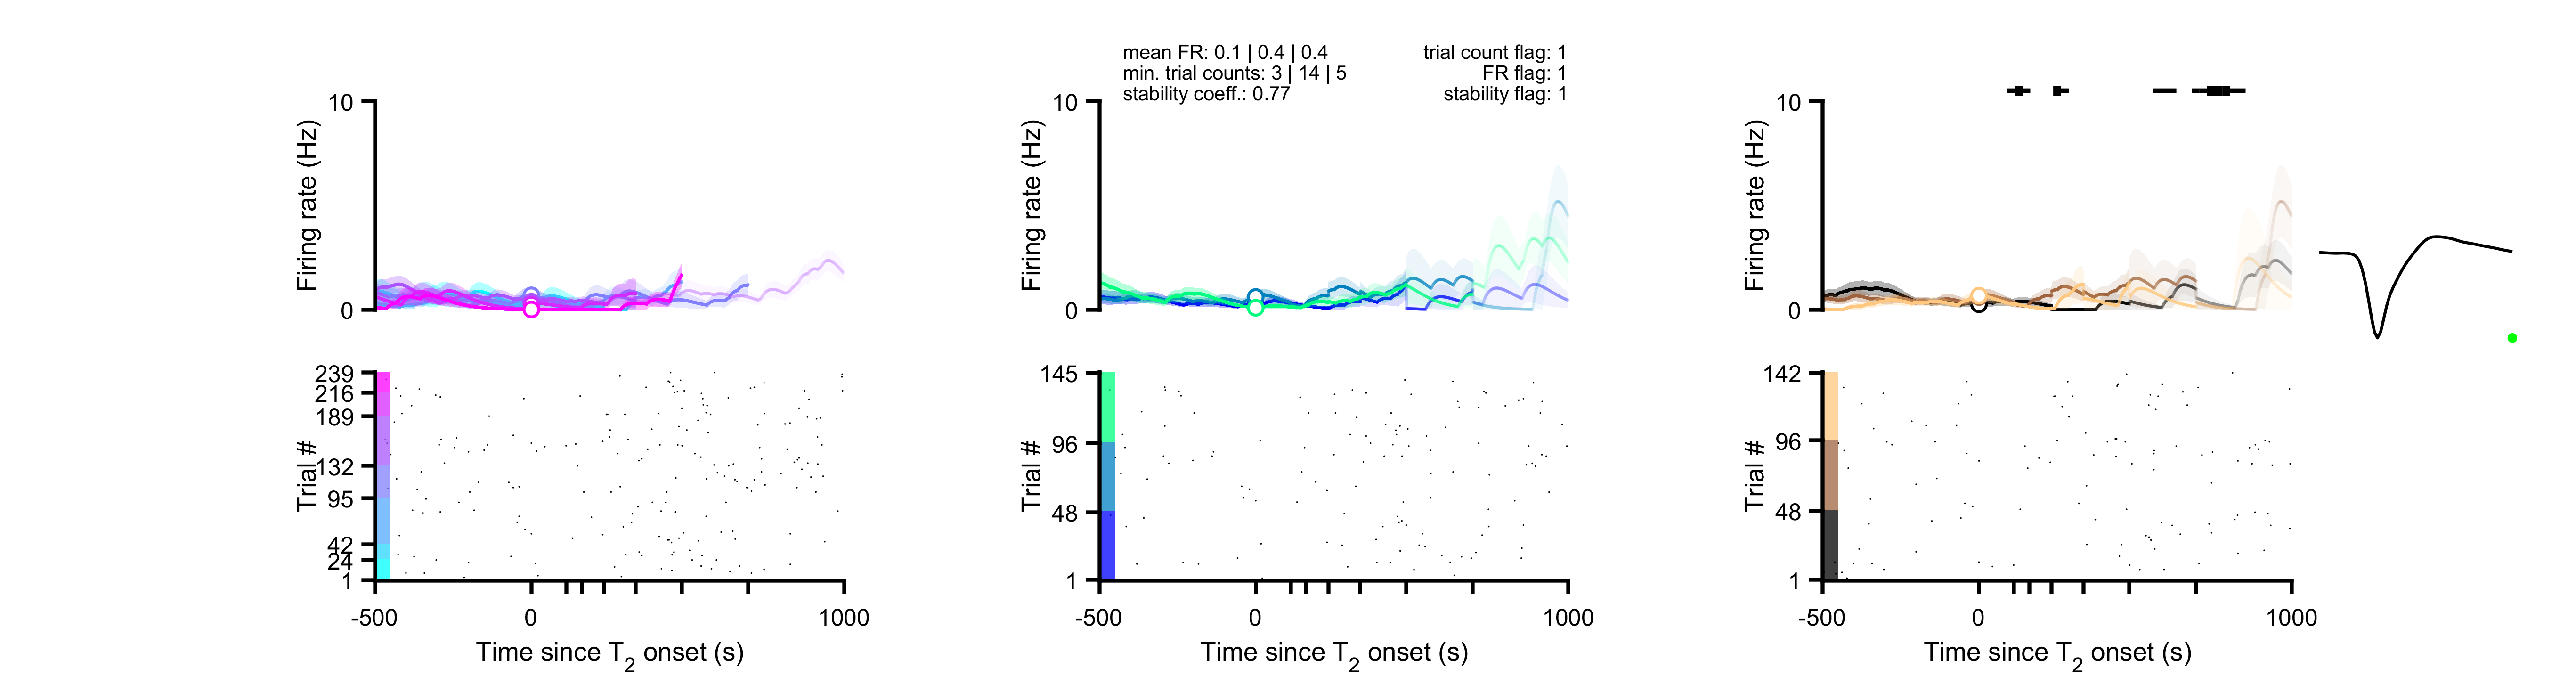 mean FR: 0.1 | 0.4 | 0.4
min. trial counts: 3 | 14 | 5
stability coeff.: 0.77
trial count flag: 1
FR flag: 1
stability flag: 1
10
Firing rate (Hz)
0
239
216
189
132
95
42
24
1
Trial #
-500
0
1000
Time since T2 onset (s)
10
Firing rate (Hz)
0
145
96
48
1
Trial #
-500
0
1000
Time since T2 onset (s)
10
Firing rate (Hz)
0
142
96
48
1
Trial #
-500
0
1000
Time since T2 onset (s)